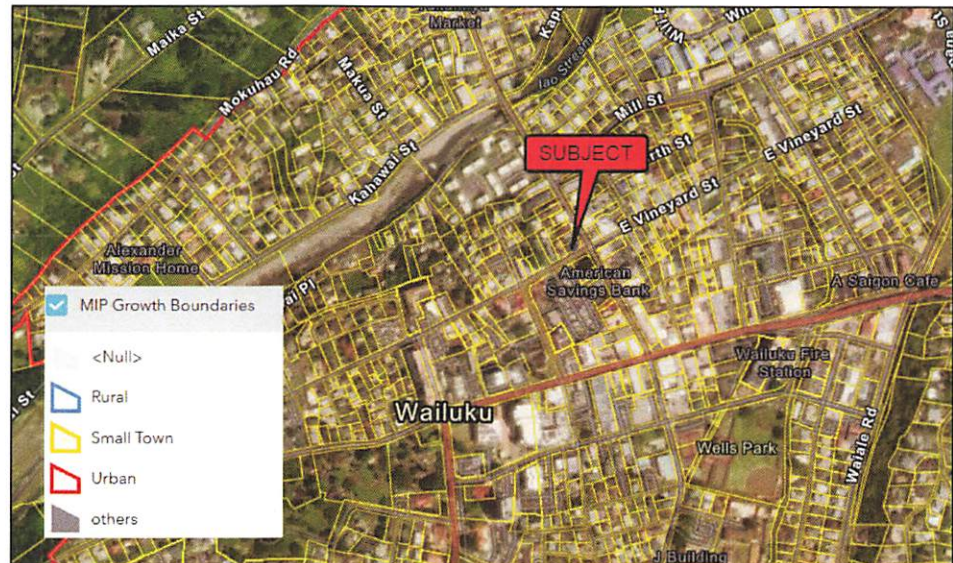 Market
Maika St
Mokuhau Rd
Makua St
Iao Stream
Mill St
Kahawai St
SUBJECT
E Vineyard St
E Vineyard St
Alexander
Mission Home
American
Savings Bank
A Saigon Cafe
MIP Growth Boundaries
<Null>
Rural
Small Town
Urban
others
Wailuku Fire
Station
Wailuku
Wells Park
Waiale Rd
J Building